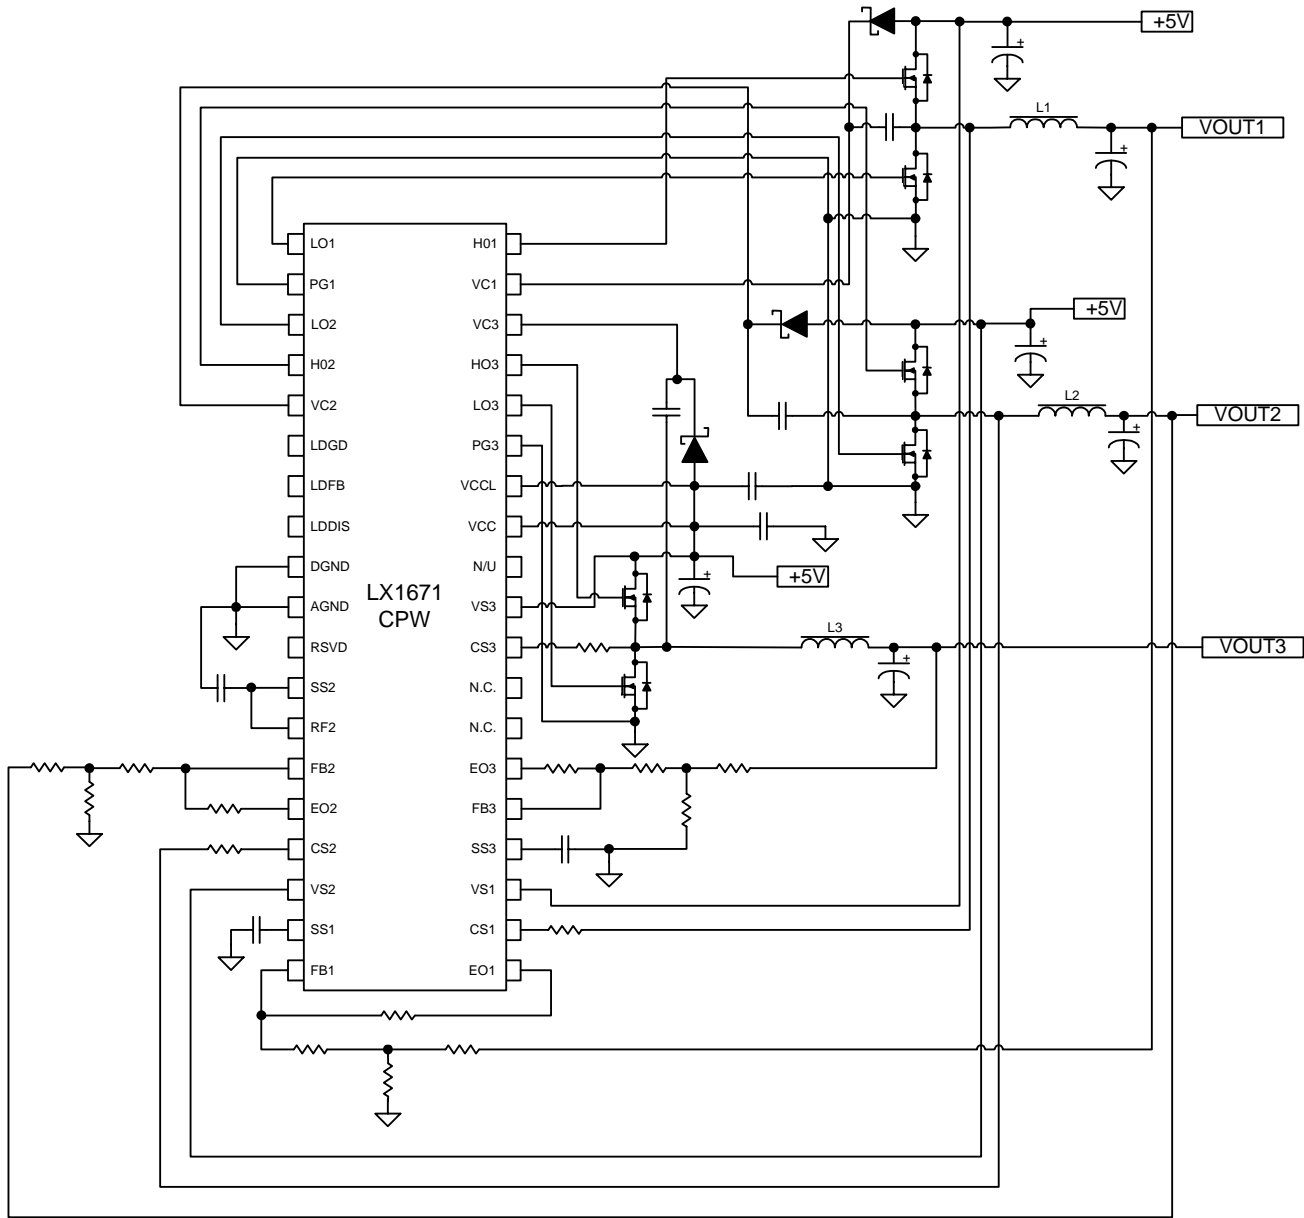 +5V
+
L1
VOUT1
+
LO1
H01
PG1
VC1
+5V
LO2
VC3
+
H02
HO3
L2
VC2
LO3
VOUT2
+
LDGD
PG3
LDFB
VCCL
LDDIS
VCC
DGND
N/U
+
+5V
LX1671
CPW
AGND
VS3
L3
RSVD
CS3
VOUT3
+
SS2
N.C.
RF2
N.C.
FB2
EO3
EO2
FB3
CS2
SS3
VS2
VS1
SS1
CS1
FB1
EO1